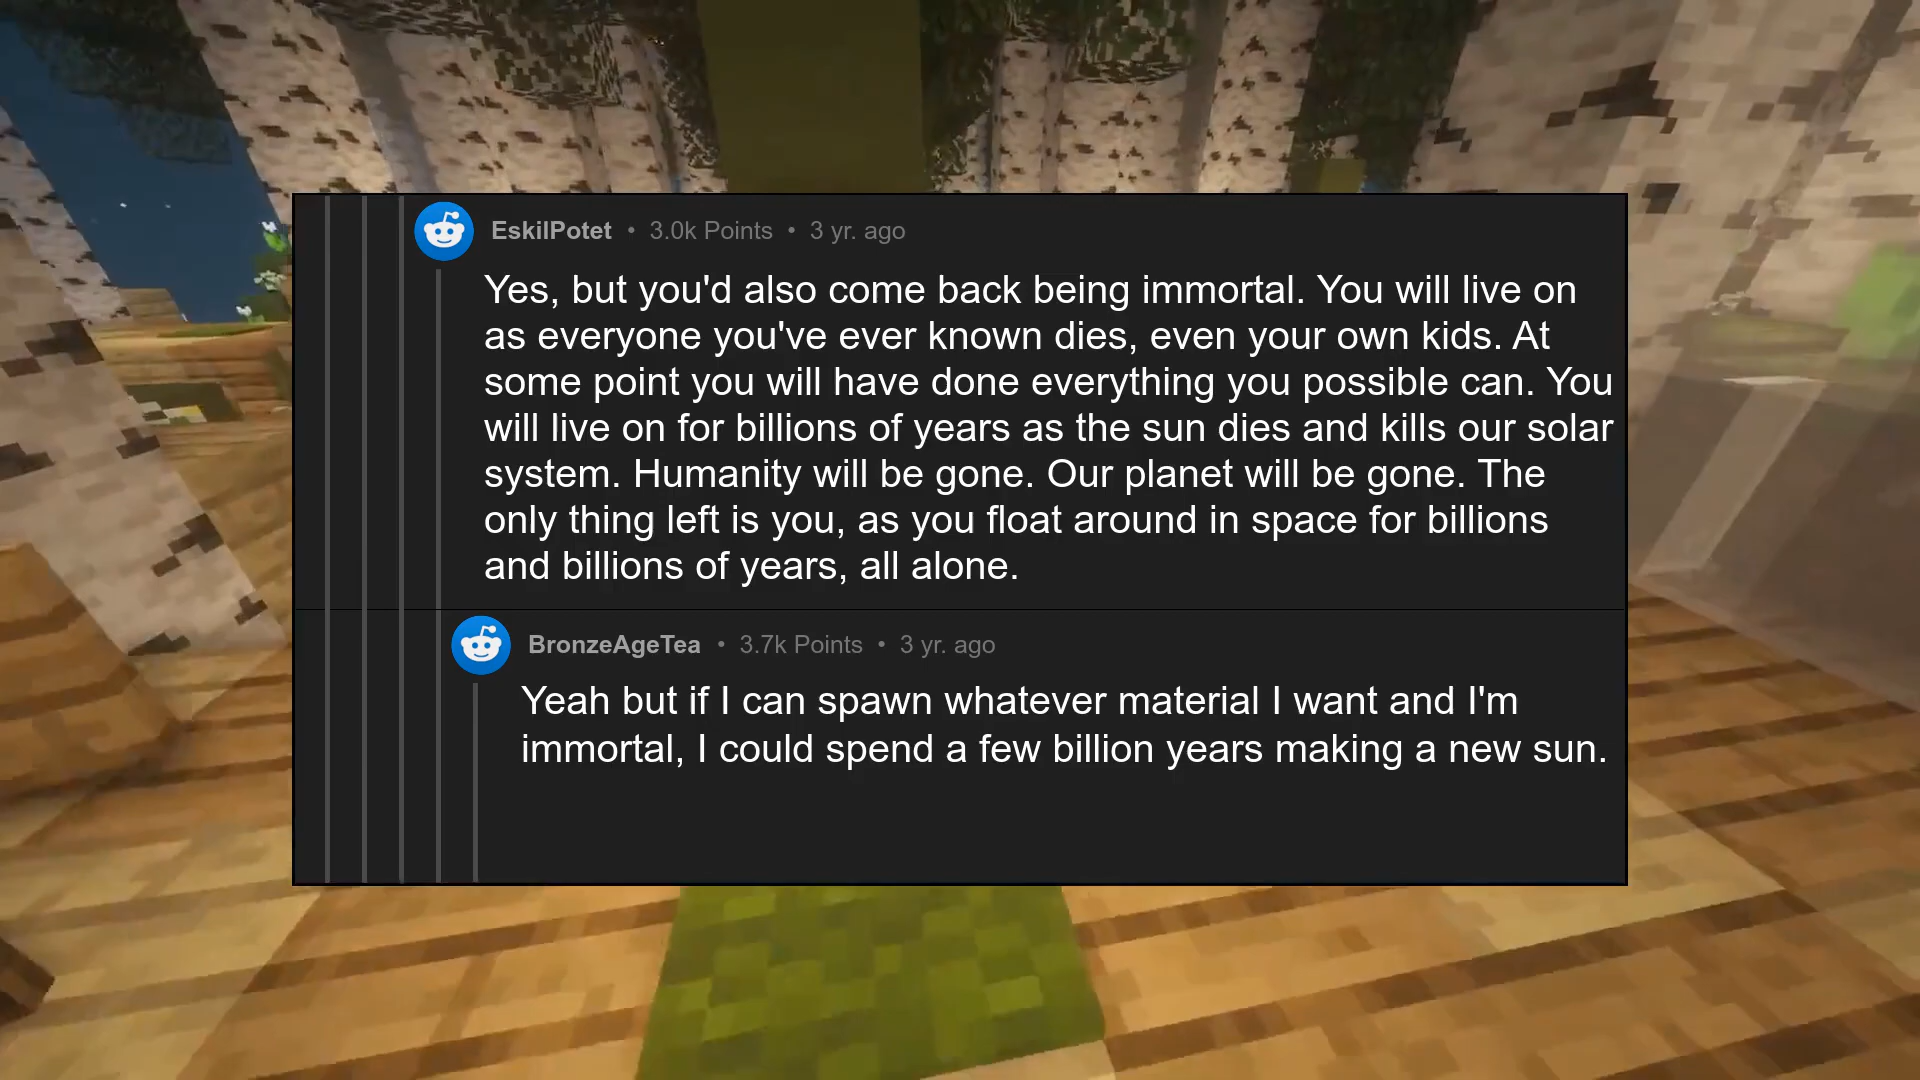 EskilPotet • 3.0k Points • 3 yr. ago
Yes, but you'd also come back being immortal. You will live on
as everyone you've ever known dies, even your own kids. At
some point you will have done everything you possible can. You
will live on for billions of years as the sun dies and kills our solar
system. Humanity will be gone. Our planet will be gone. The
only thing left is you, as you float around in space for billions
and billions of years, all alone.
BronzeAgeTea • 3.7k Points • 3 yr. ago
Yeah but if I can spawn whatever material I want and I'm
immortal, I could spend a few billion years making a new sun.